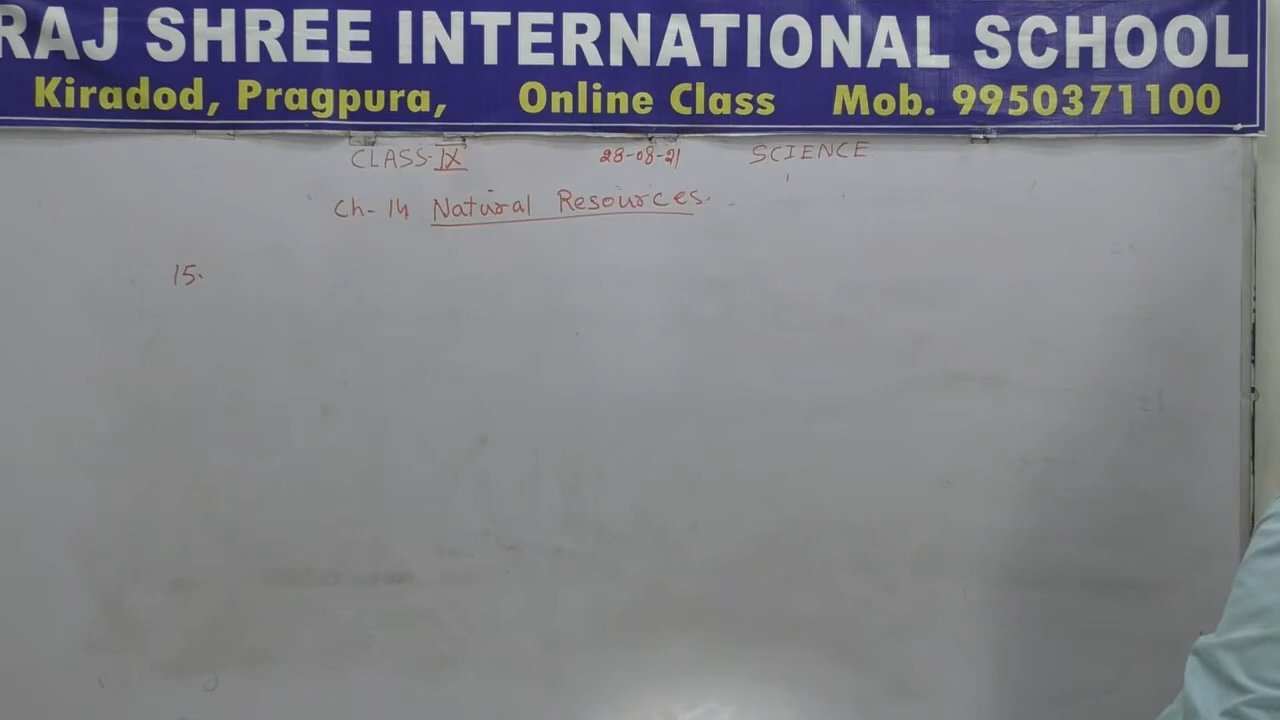 RAJ SHREE INTERNATIONAL SCHOOL
Kiradod, Pragpura, Online Class Mob. 9950371100
CLASS-IX 28-08-21 SCIENCE
Ch- 14 Natural Resources.
15.